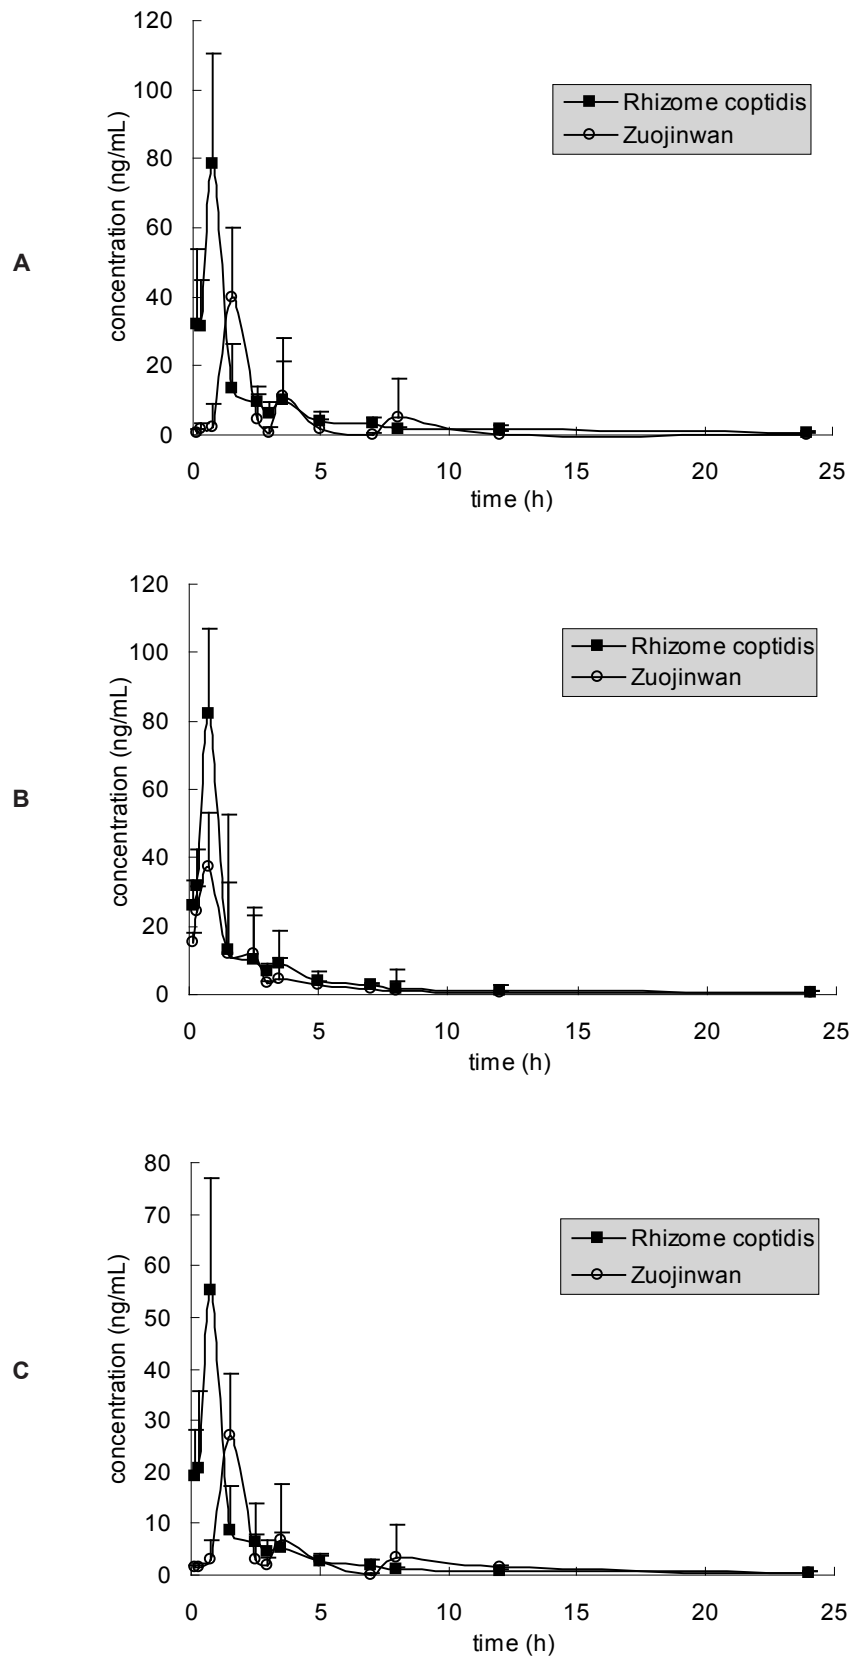 A
concentration (ng/mL)
120
100
80
60
40
20
0
0 5 10 15 20 25
time (h)
Rhizome coptidis
Zuojinwan
B
concentration (ng/mL)
120
100
80
60
40
20
0
0 5 10 15 20 25
time (h)
Rhizome coptidis
Zuojinwan
C
concentration (ng/mL)
80
70
60
50
40
30
20
10
0
0 5 10 15 20 25
time (h)
Rhizome coptidis
Zuojinwan